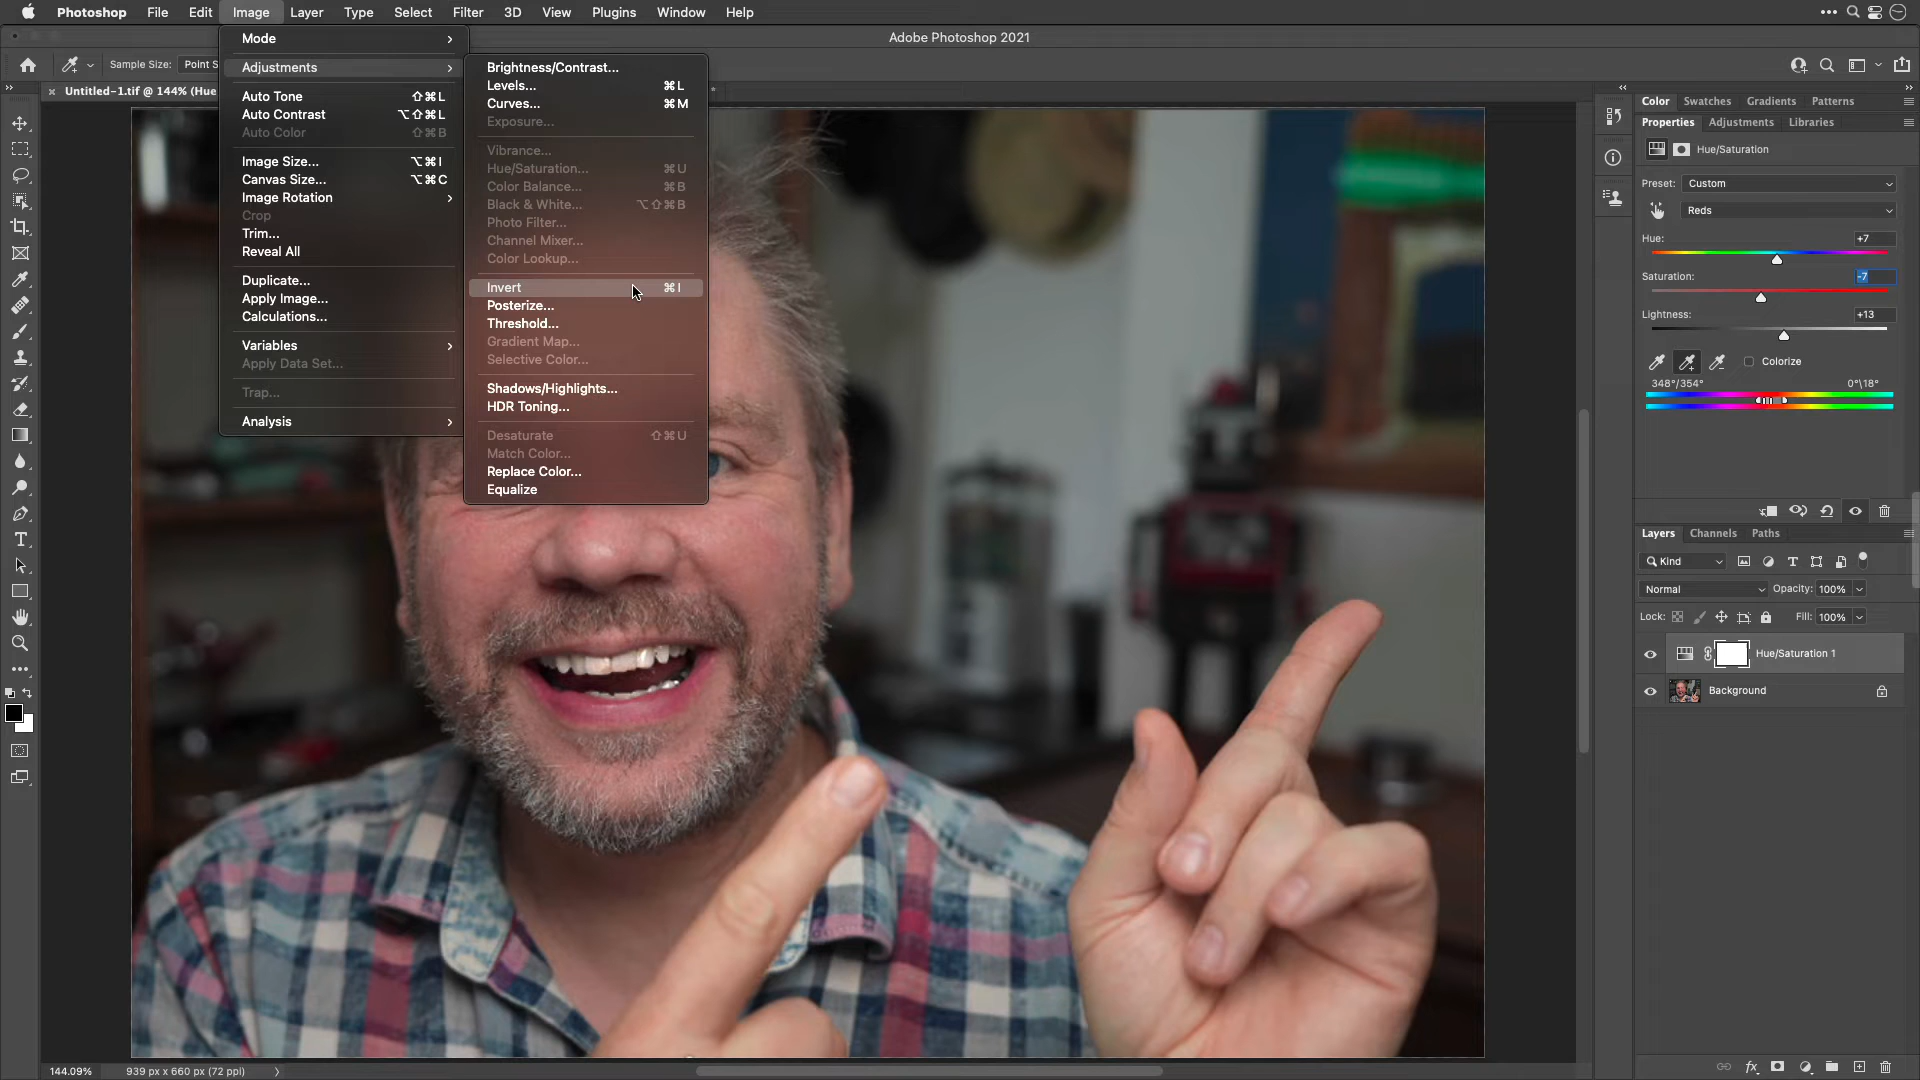 Photoshop File Edit Image Layer Type Select Filter 3D View Plugins Window Help
Adobe Photoshop 2021
Sample Size: Point S
Untitled-1.tif @ 144% (Hue
Mode
Adjustments
Auto Tone ⇧⌘L
Auto Contrast ⌥⇧⌘L
Auto Color ⇧⌘B
Image Size... ⌥⌘I
Canvas Size... ⌥⌘C
Image Rotation
Crop
Trim...
Reveal All
Duplicate...
Apply Image...
Calculations...
Variables
Apply Data Set...
Trap...
Analysis
Brightness/Contrast...
Levels... ⌘L
Curves... ⌘M
Exposure...
Vibrance...
Hue/Saturation... ⌘U
Color Balance... ⌘B
Black & White... ⌥⇧⌘B
Photo Filter...
Channel Mixer...
Color Lookup...
Invert ⌘I
Posterize...
Threshold...
Gradient Map...
Selective Color...
Shadows/Highlights...
HDR Toning...
Desaturate ⇧⌘U
Match Color...
Replace Color...
Equalize
Color Swatches Gradients Patterns
Properties Adjustments Libraries
Hue/Saturation
Preset: Custom
Reds
Hue: +7
Saturation: -7
Lightness: +13
Colorize
348°/354° 0°\18°
Layers Channels Paths
Kind
Normal Opacity: 100%
Lock: Fill: 100%
Hue/Saturation 1
Background
144.09% 939 px x 660 px (72 ppi)